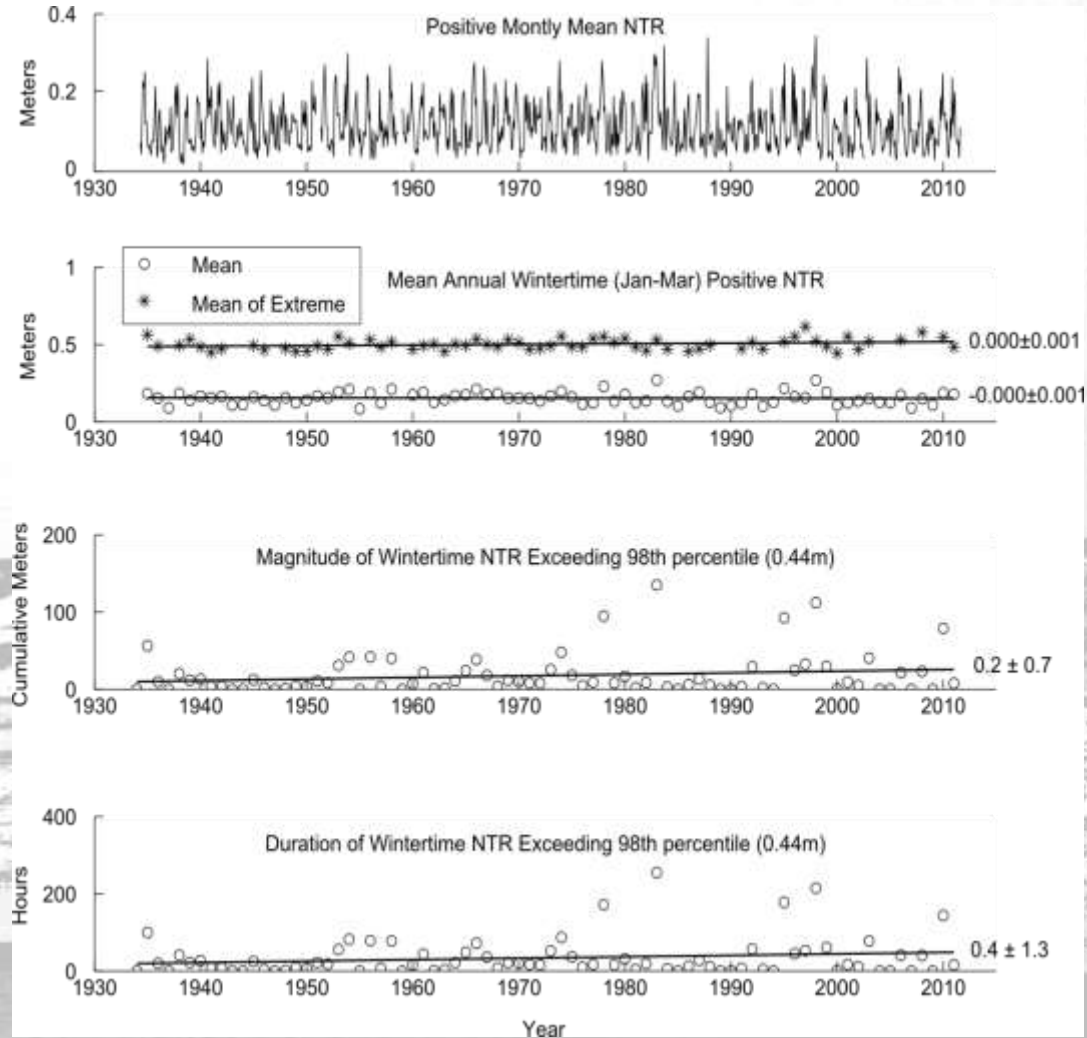 Positive Montly Mean NTR
Meters
0.4
0.2
0
1930 1940 1950 1960 1970 1980 1990 2000 2010
Mean Annual Wintertime (Jan-Mar) Positive NTR
Mean
Mean of Extreme
Meters
1
0.5
0
0.000±0.001
-0.000±0.001
1930 1940 1950 1960 1970 1980 1990 2000 2010
Magnitude of Wintertime NTR Exceeding 98th percentile (0.44m)
Cumulative Meters
200
100
0
0.2 ± 0.7
1930 1940 1950 1960 1970 1980 1990 2000 2010
Duration of Wintertime NTR Exceeding 98th percentile (0.44m)
Hours
400
200
0
0.4 ± 1.3
1930 1940 1950 1960 1970 1980 1990 2000 2010
Year